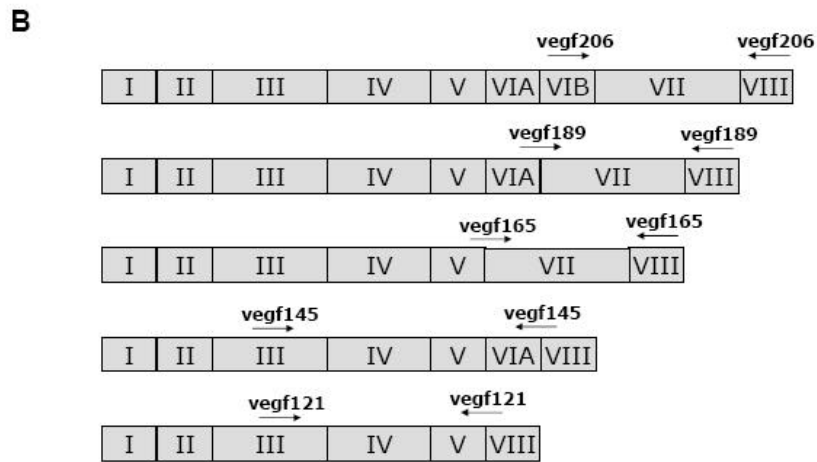 B
vegf206 vegf206
I II III IV V VIA VIB VII VIII
vegf189 vegf189
I II III IV V VIA VII VIII
vegf165 vegf165
I II III IV V VII VIII
vegf145 vegf145
I II III IV V VIA VIII
vegf121 vegf121
I II III IV V VIII